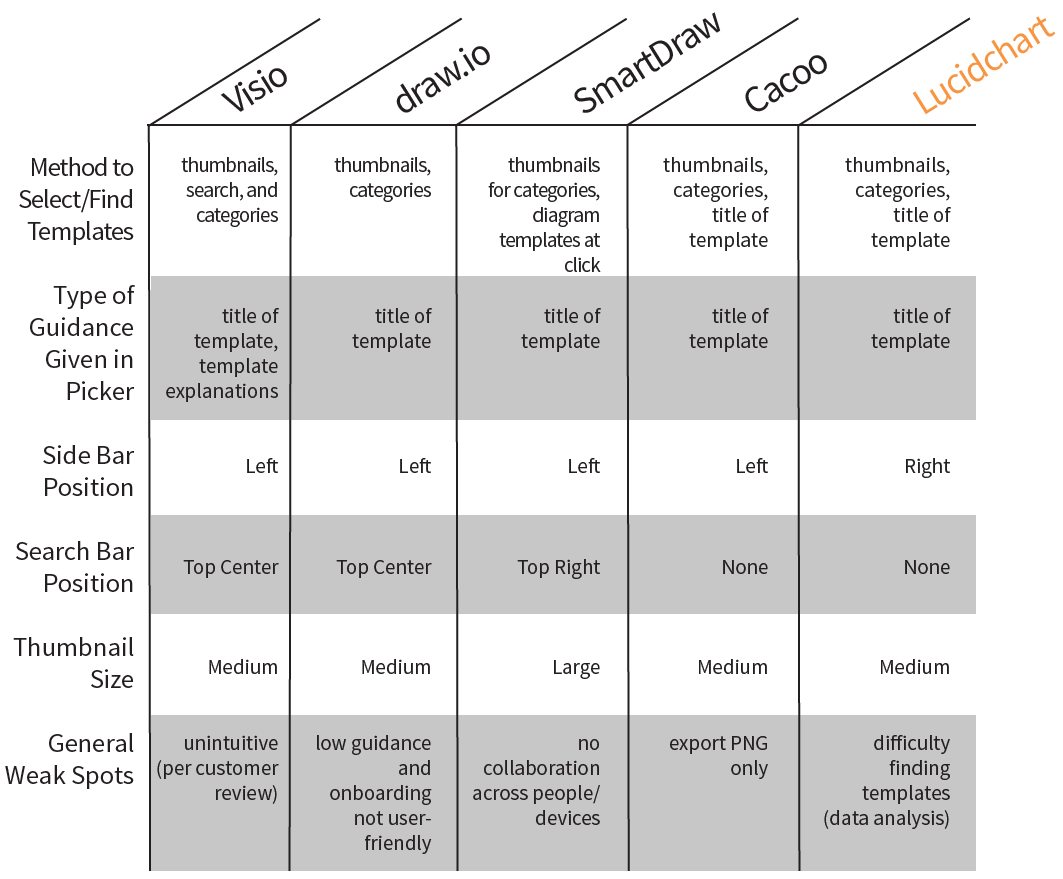 Visio
draw.io
SmartDraw
Cacoo
Lucidchart
Method to
Select/Find
Templates
thumbnails,
search, and
categories
thumbnails,
categories
thumbnails
for categories,
diagram
templates at
click
thumbnails,
categories,
title of
template
thumbnails,
categories,
title of
template
Type of
Guidance
Given in
Picker
title of
template,
template
explanations
title of
template
title of
template
title of
template
title of
template
Side Bar
Position
Left
Left
Left
Left
Right
Search Bar
Position
Top Center
Top Center
Top Right
None
None
Thumbnail
Size
Medium
Medium
Large
Medium
Medium
General
Weak Spots
unintuitive
(per customer
review)
low guidance
and
onboarding
not user-
friendly
no
collaboration
across people/
devices
export PNG
only
difficulty
finding
templates
(data analysis)